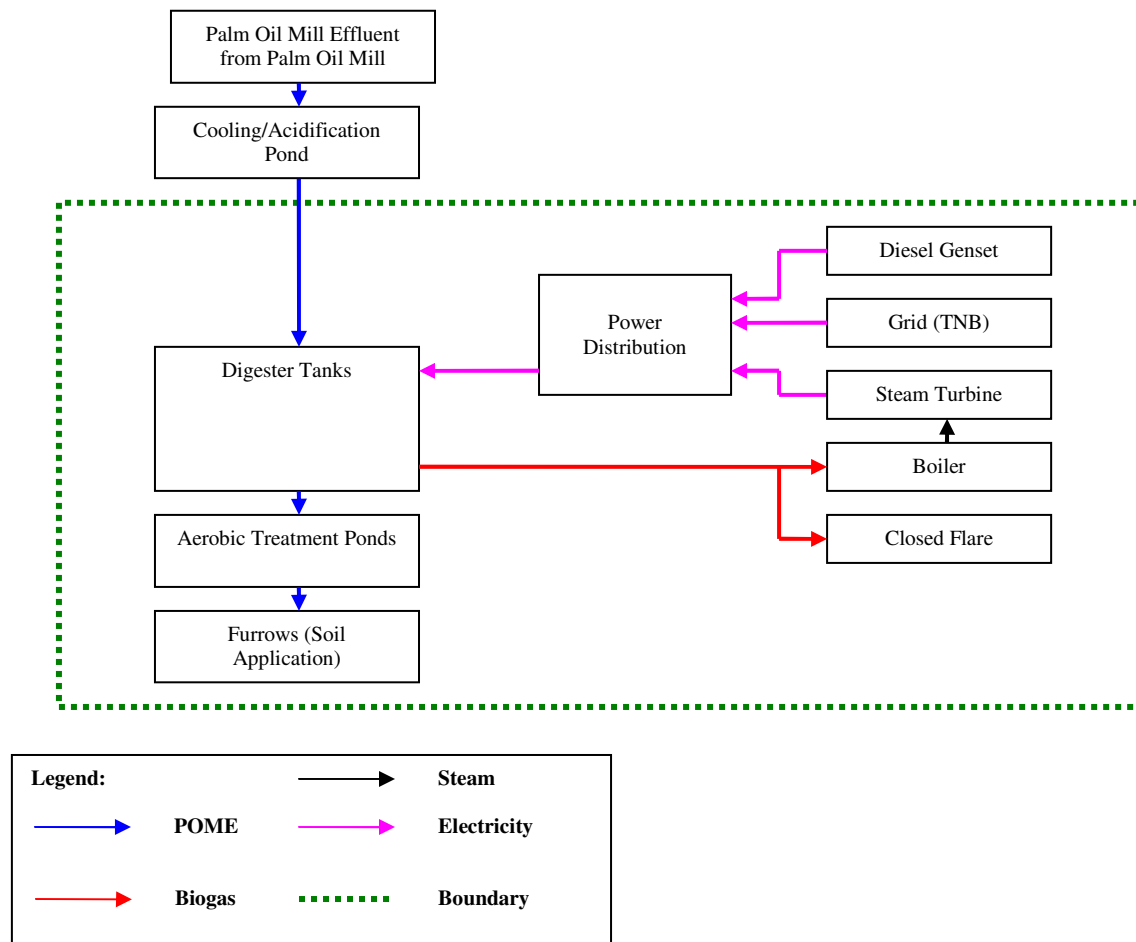 Palm Oil Mill Effluent
from Palm Oil Mill
Cooling/Acidification
Pond
Diesel Genset
Power
Distribution
Grid (TNB)
Digester Tanks
Steam Turbine
Boiler
Aerobic Treatment Ponds
Closed Flare
Furrows (Soil
Application)
Legend:
Steam
POME
Electricity
Biogas
Boundary